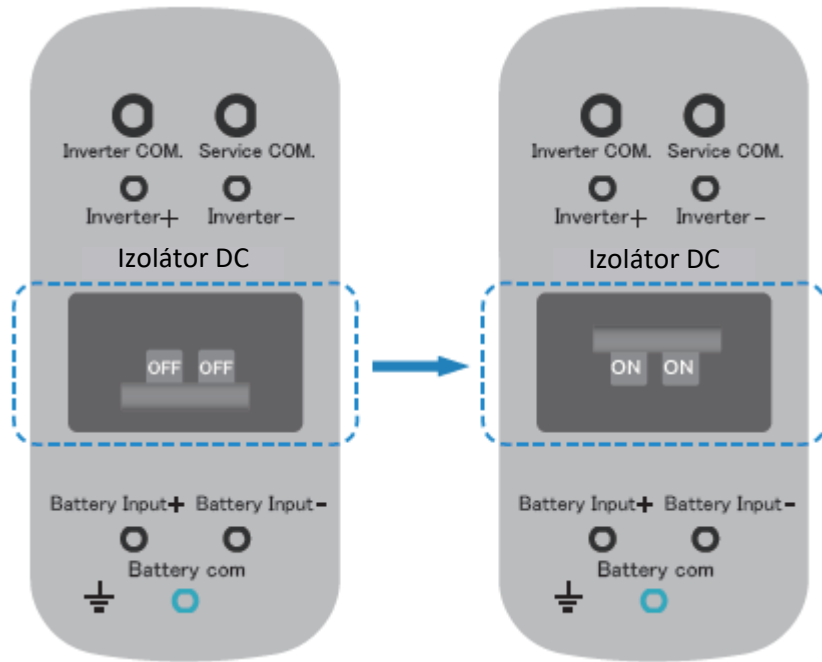 Inverter COM. Service COM.
Inverter+ Inverter-
Izolátor DC
OFF OFF
Battery Input+ Battery Input-
Battery com
Inverter COM. Service COM.
Inverter+ Inverter-
Izolátor DC
ON ON
Battery Input+ Battery Input-
Battery com